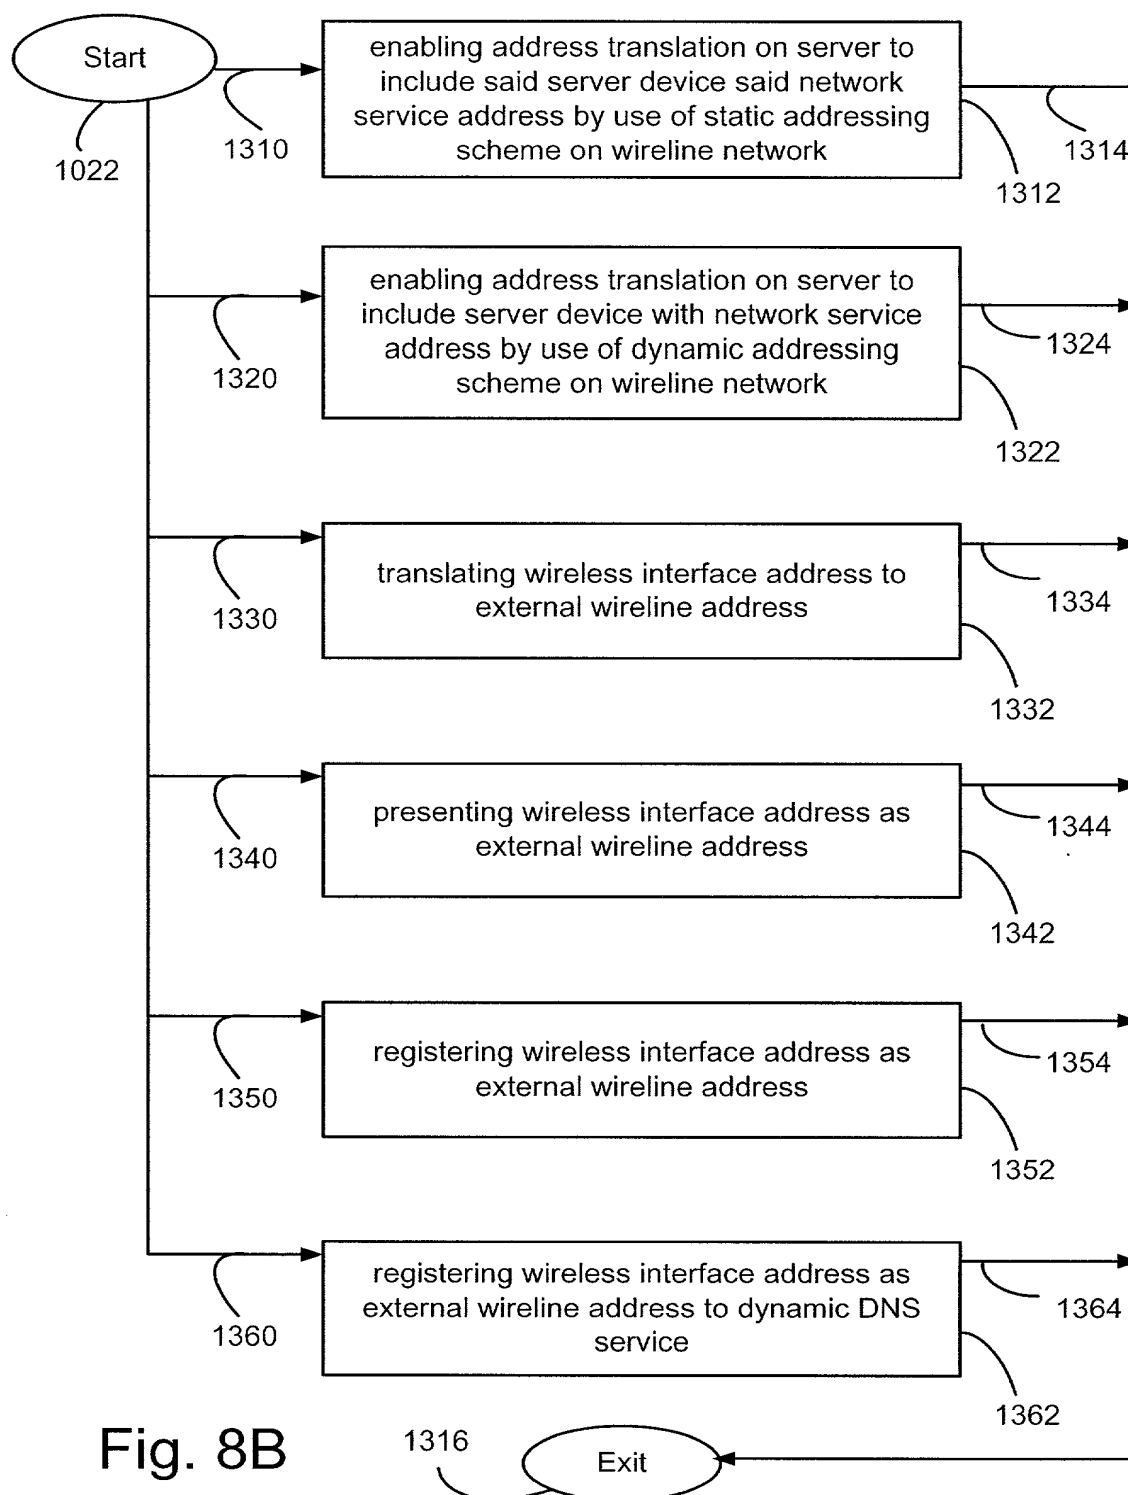 Start
1022
1310
enabling address translation on server to
include said server device said network
service address by use of static addressing
scheme on wireline network
1312
1314
1320
enabling address translation on server to
include server device with network service
address by use of dynamic addressing
scheme on wireline network
1324
1322
1330
translating wireless interface address to
external wireline address
1334
1332
1340
presenting wireless interface address as
external wireline address
1344
1342
1350
registering wireless interface address as
external wireline address
1354
1352
1360
registering wireless interface address as
external wireline address to dynamic DNS
service
1364
1362
Fig. 8B
1316
Exit